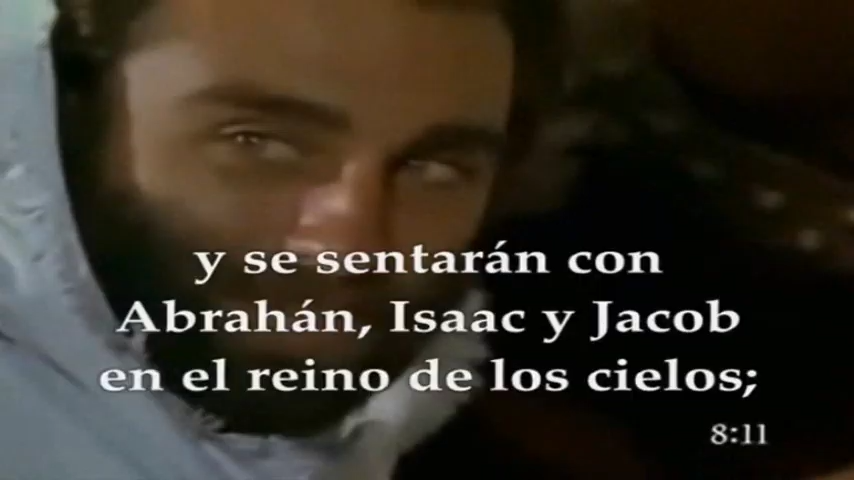 y se sentarán con
Abrahán, Isaac y Jacob
en el reino de los cielos;
8:11